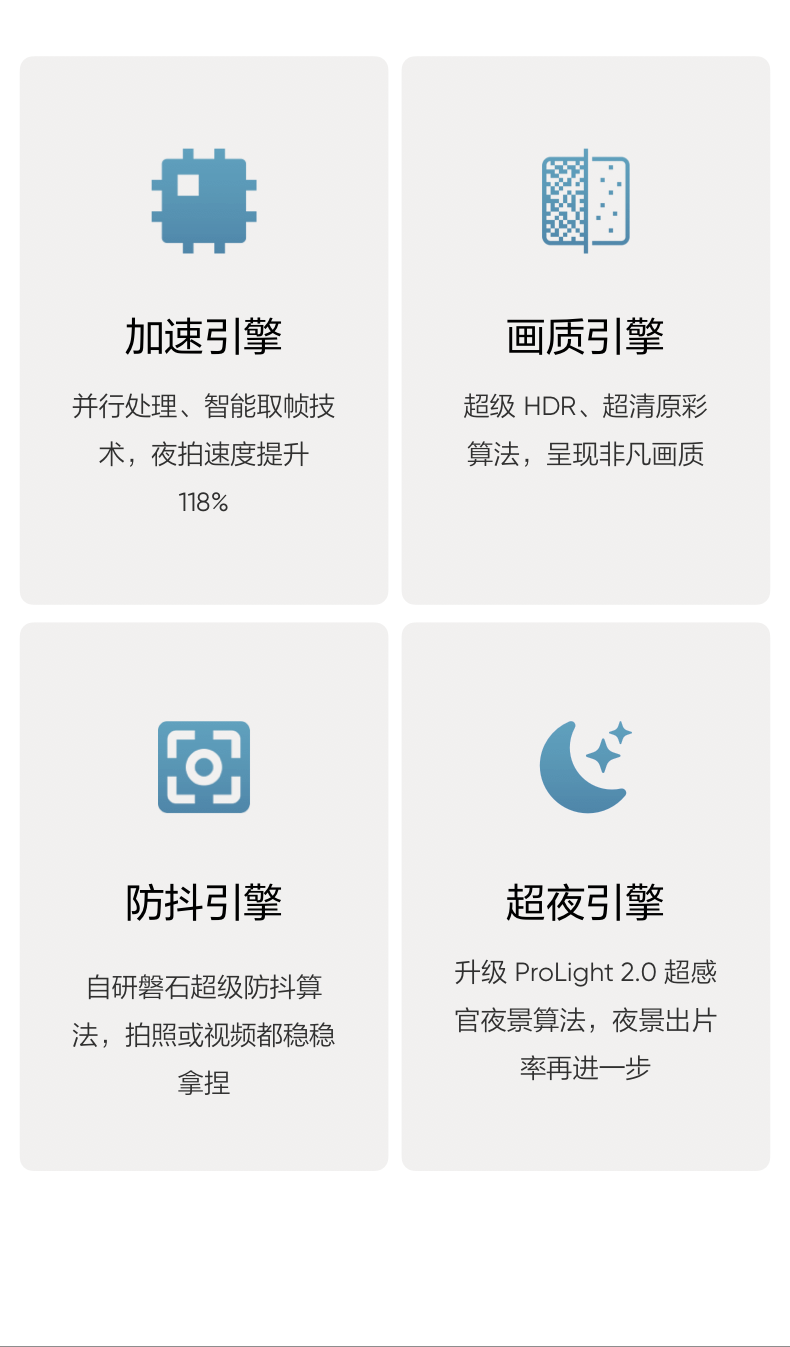 加速引擎
并行处理、智能取帧技
术，夜拍速度提升
118%
画质引擎
超级 HDR、超清原彩
算法，呈现非凡画质
防抖引擎
自研磐石超级防抖算
法，拍照或视频都稳稳
拿捏
超夜引擎
升级 ProLight 2.0 超感
官夜景算法，夜景出片
率再进一步